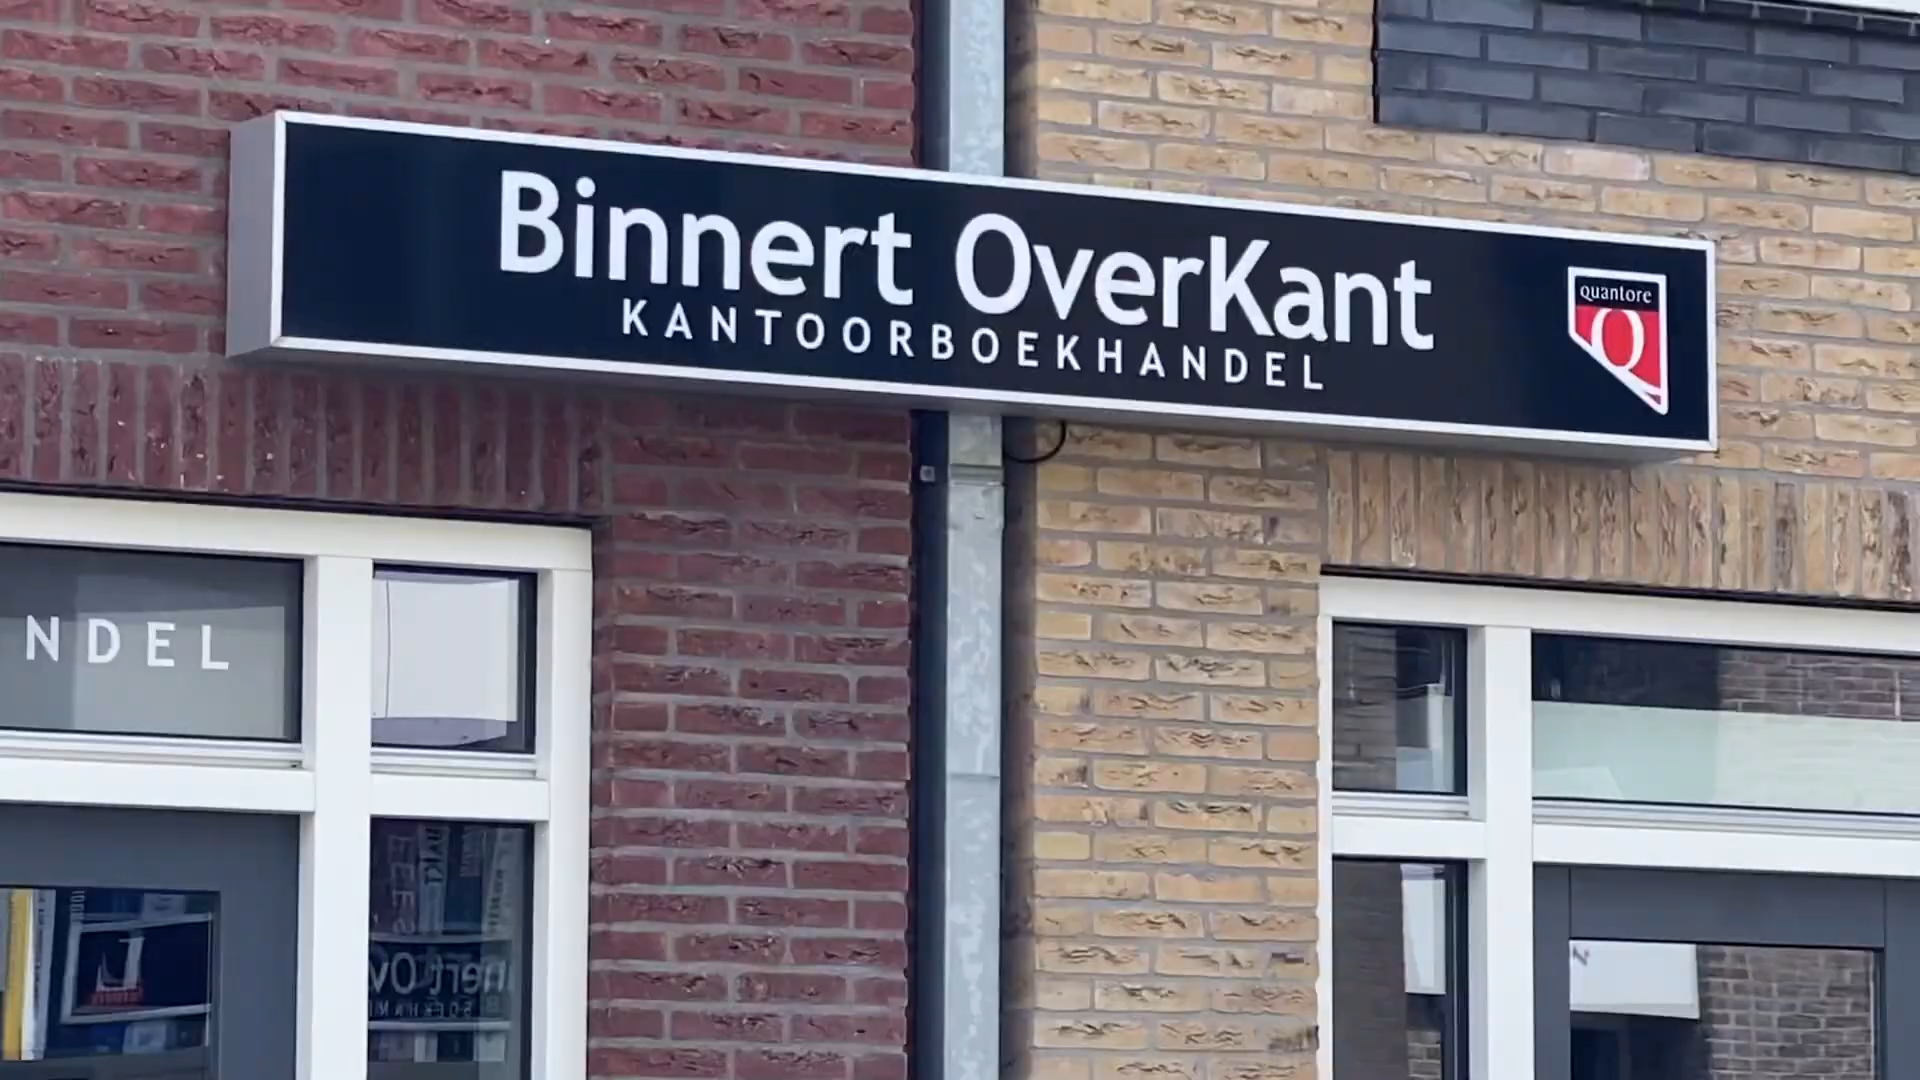 Binnert OverKant
KANTOORBOEKHANDEL
quantore
Q
NDEL